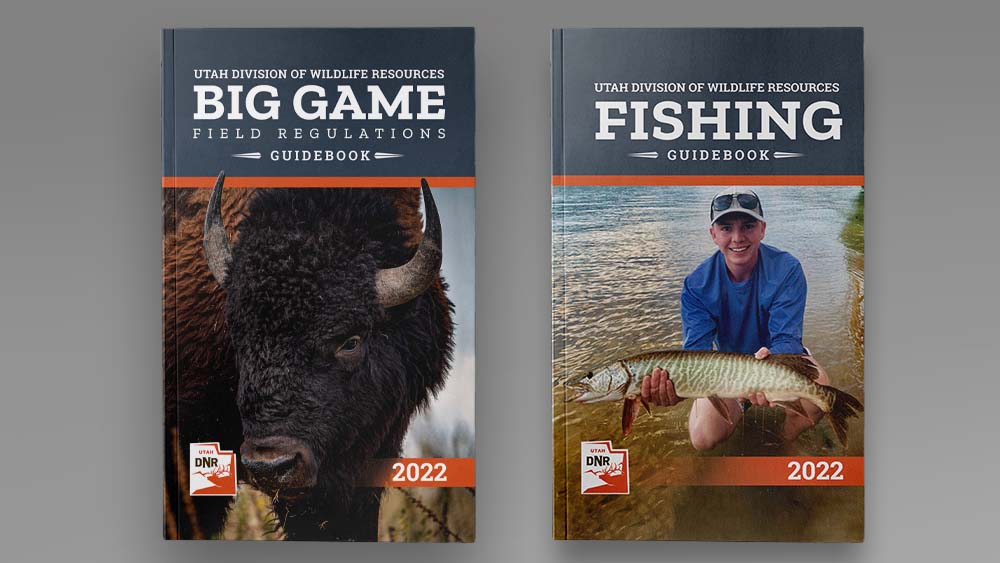 UTAH DIVISION OF WILDLIFE RESOURCES
BIG GAME
FIELD REGULATIONS
GUIDEBOOK
UTAH
DNR
2022
UTAH DIVISION OF WILDLIFE RESOURCES
FISHING
GUIDEBOOK
UTAH
DNR
2022